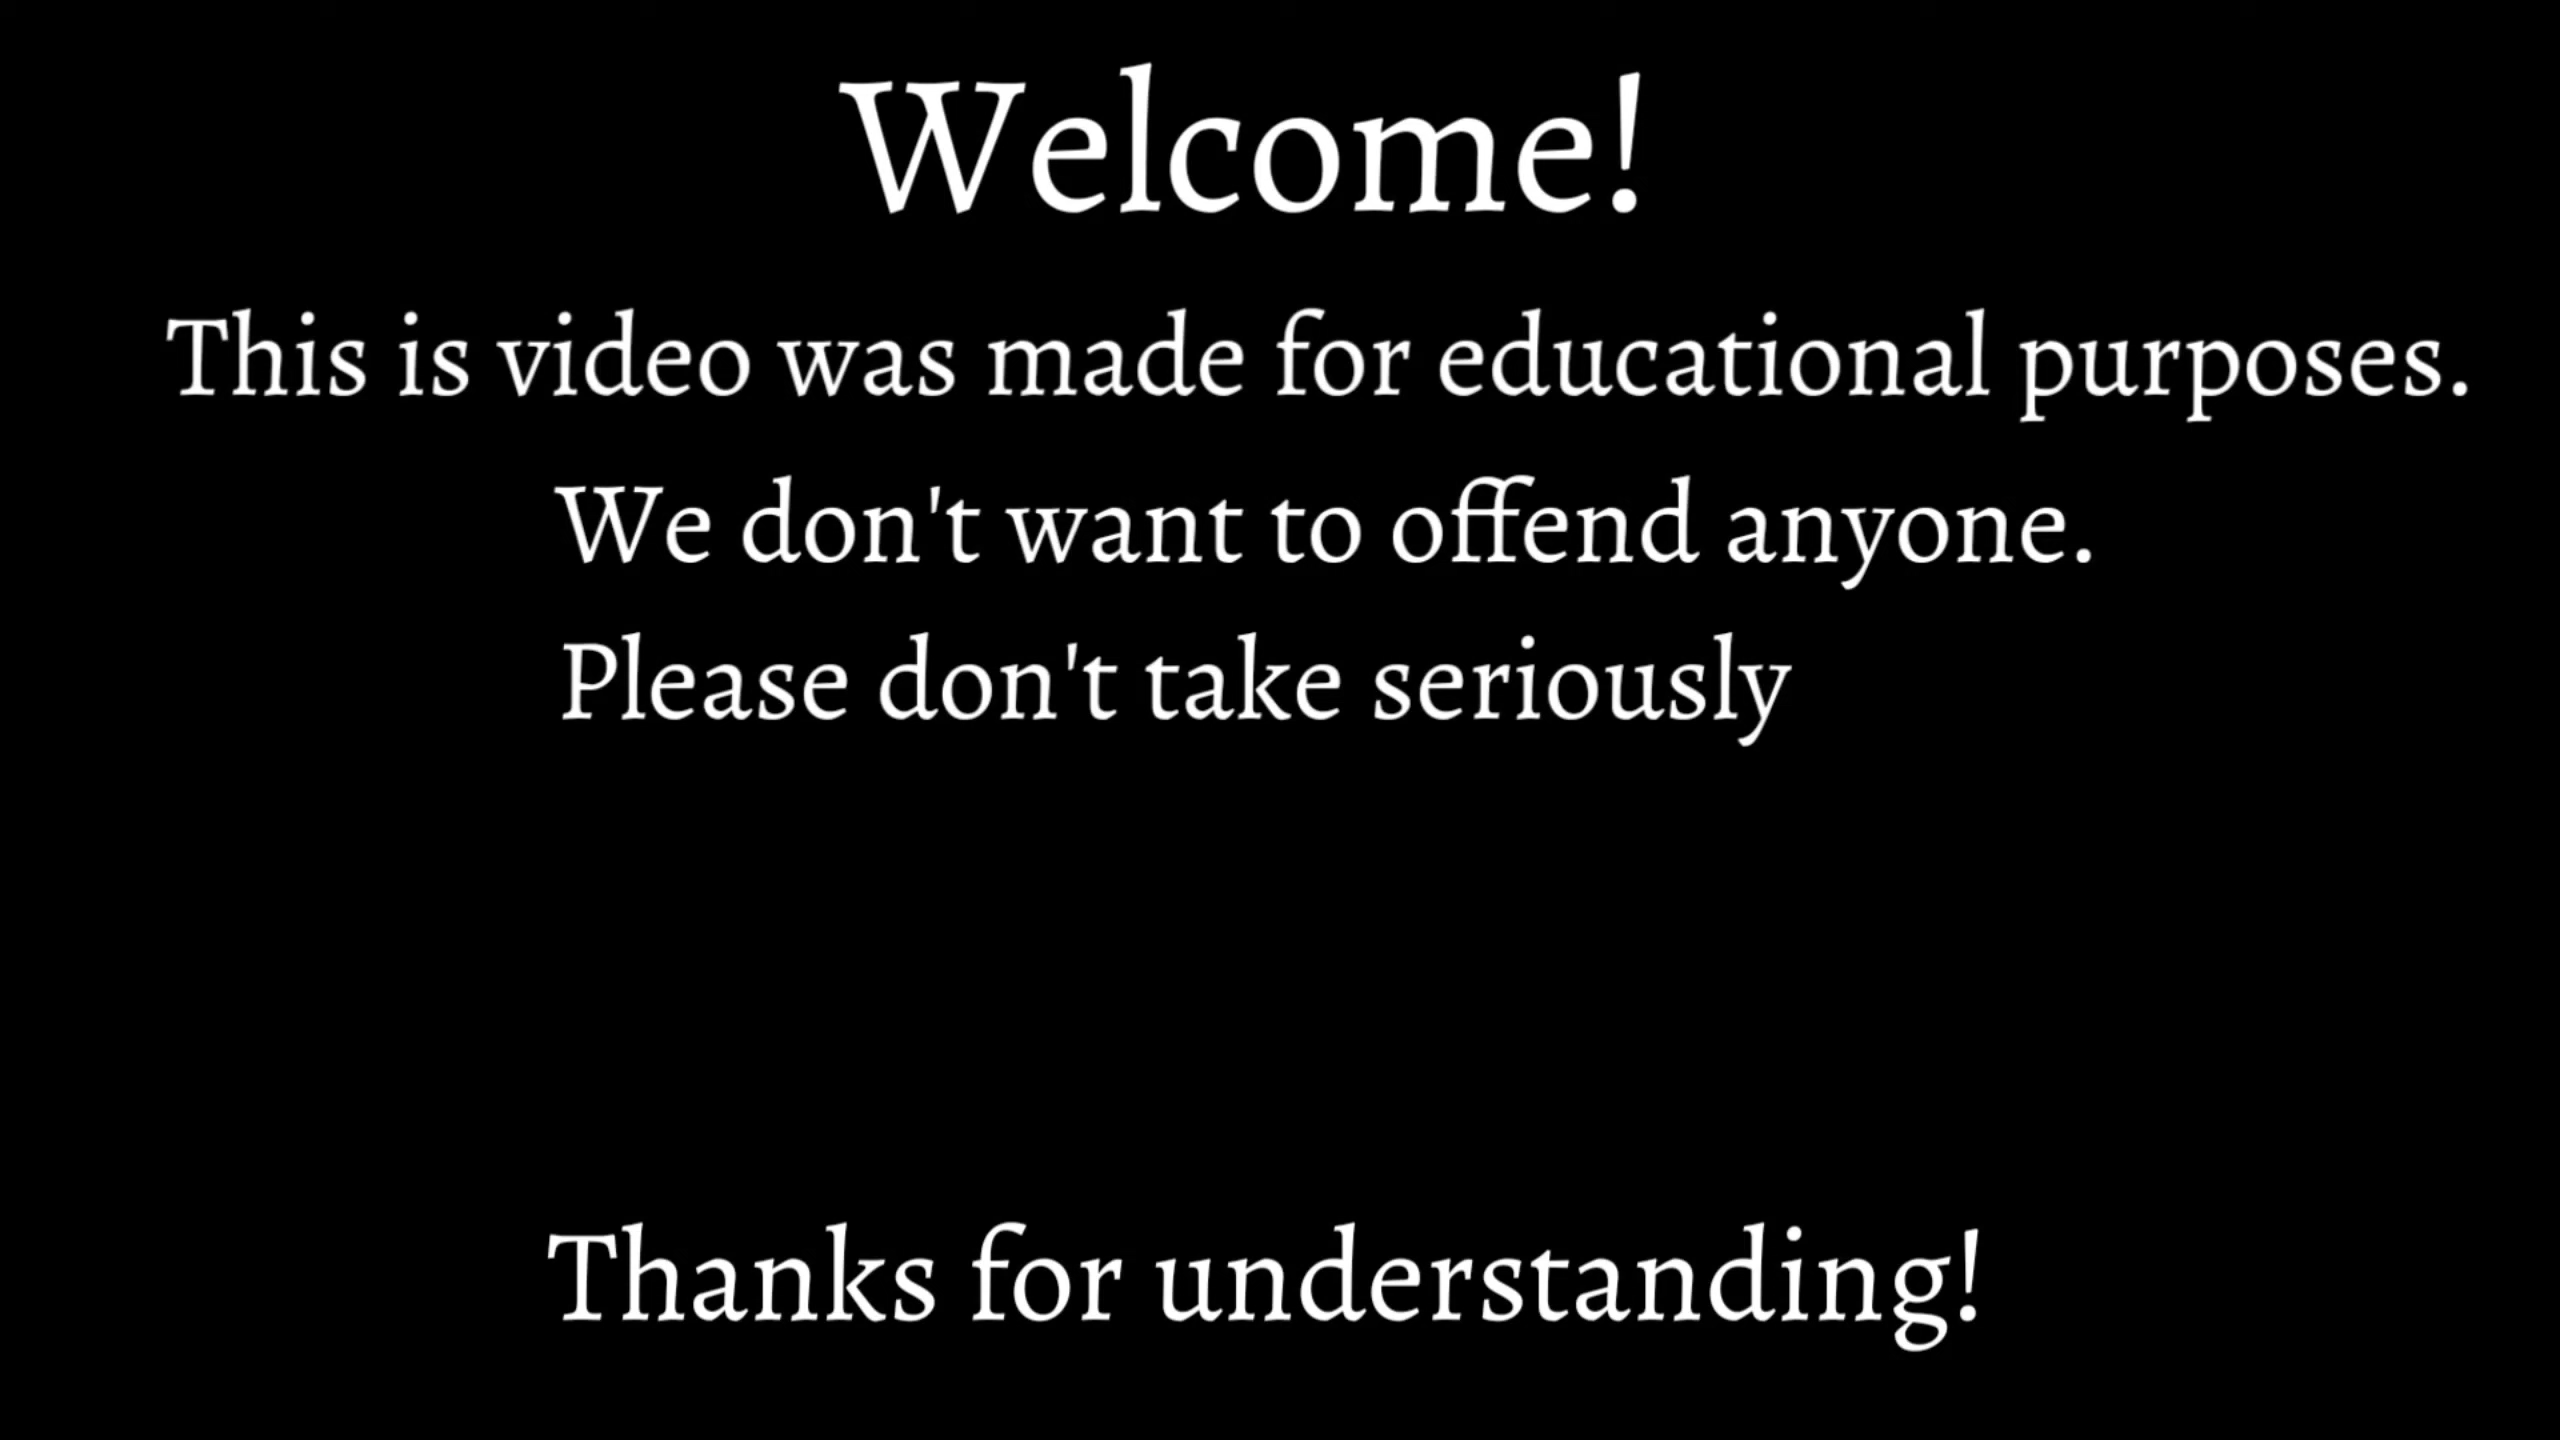 Welcome!
This is video was made for educational purposes.
We don't want to offend anyone.
Please don't take seriously
Thanks for understanding!